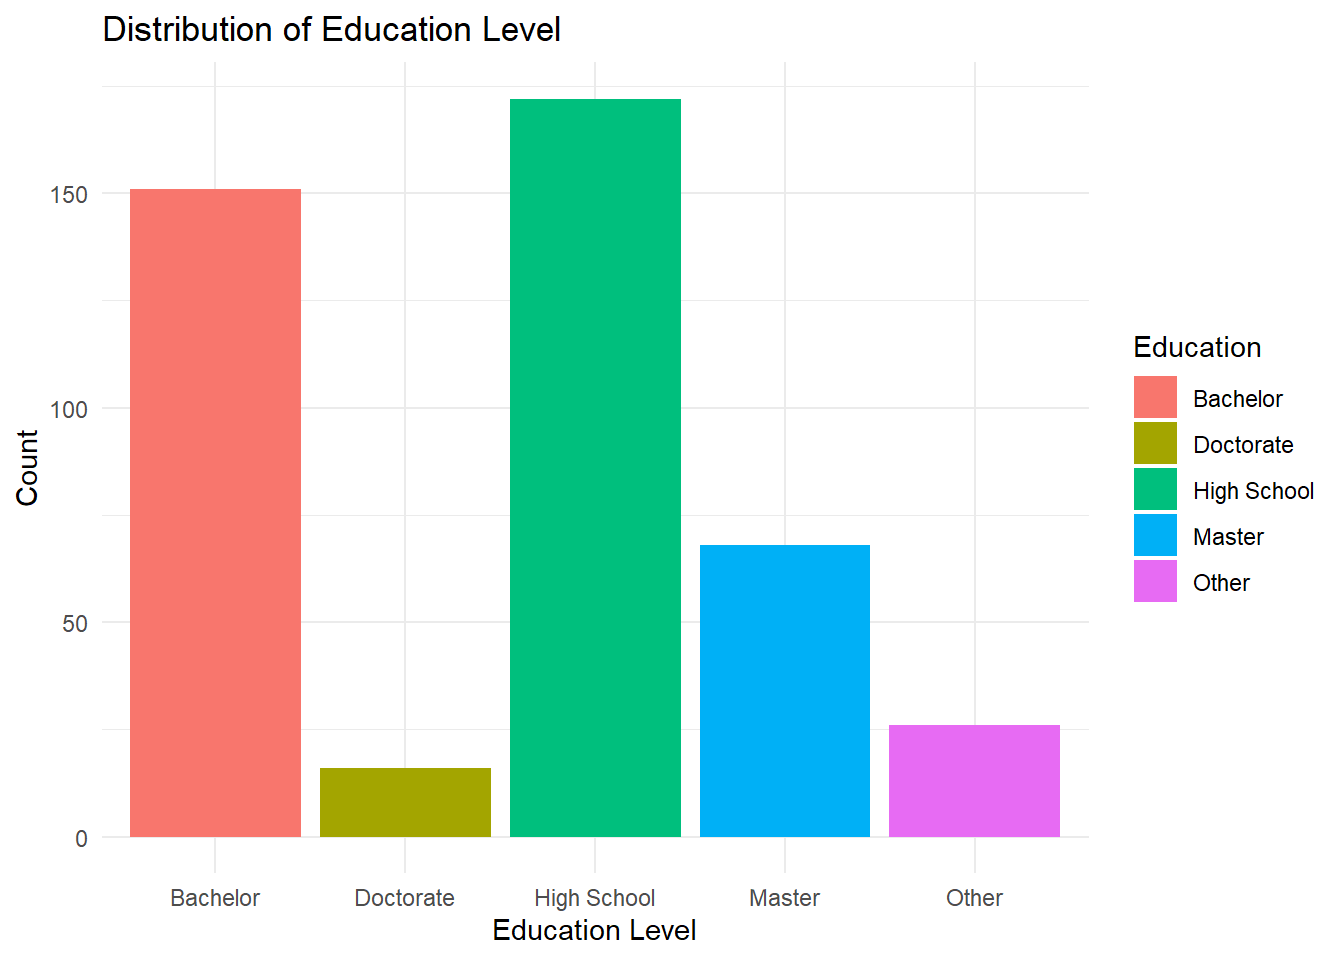 Distribution of Education Level
Count
150
100
50
0
Bachelor Doctorate High School Master Other
Education Level
Education
Bachelor
Doctorate
High School
Master
Other